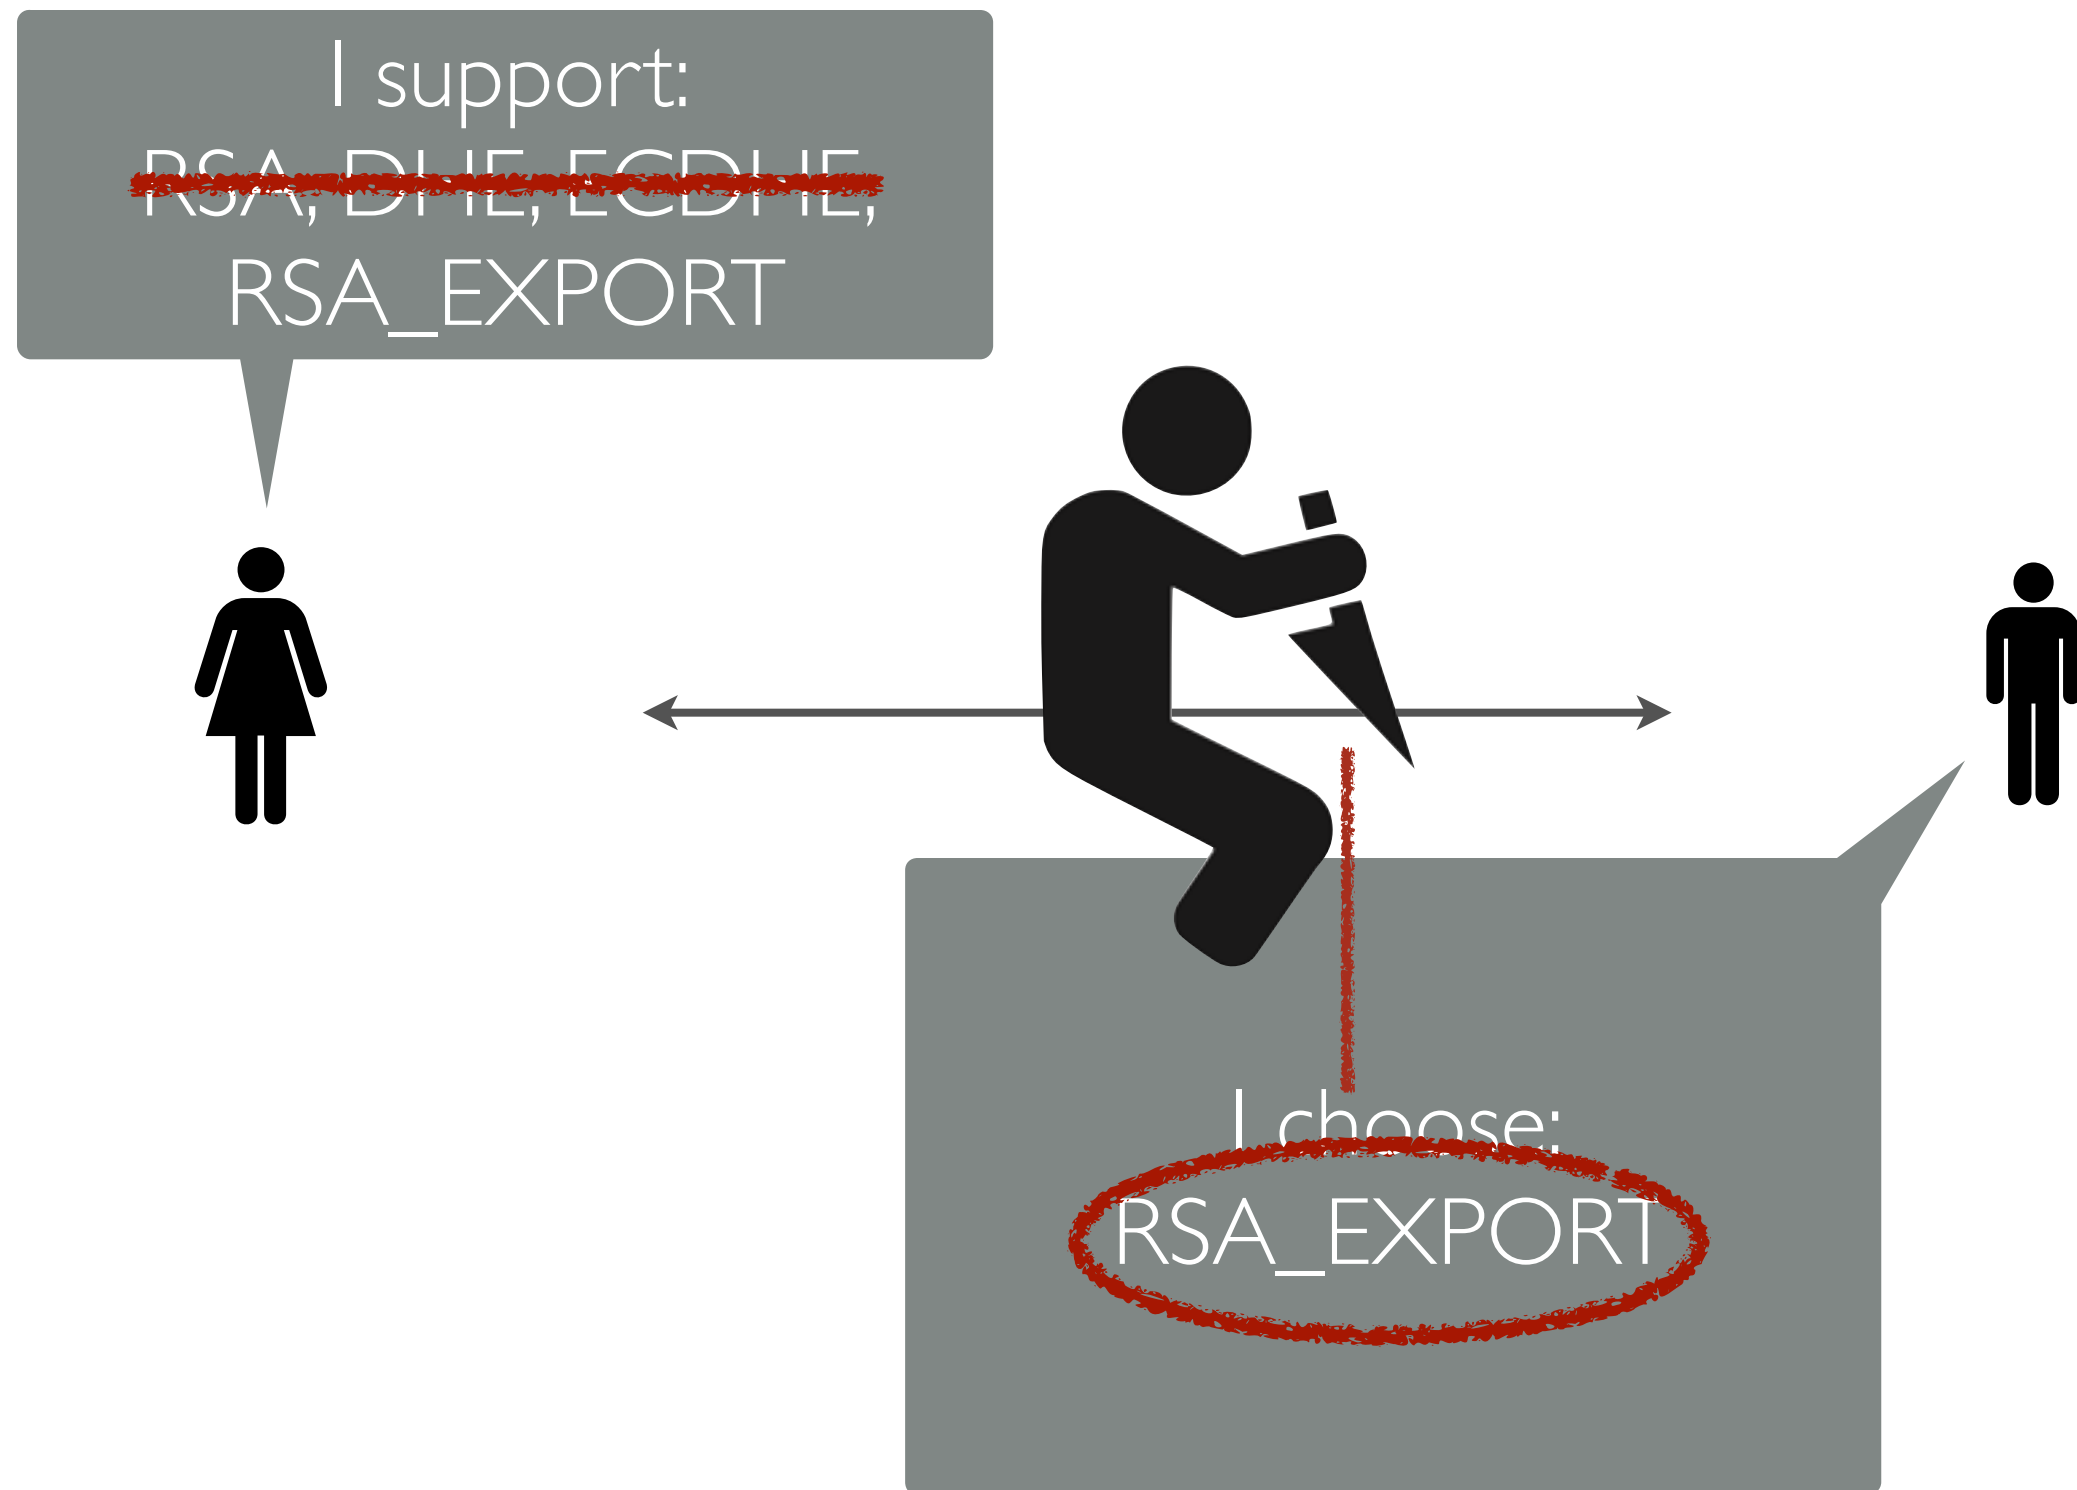 I support:
RSA, DHE, ECDHE,
RSA_EXPORT
I choose:
RSA_EXPORT